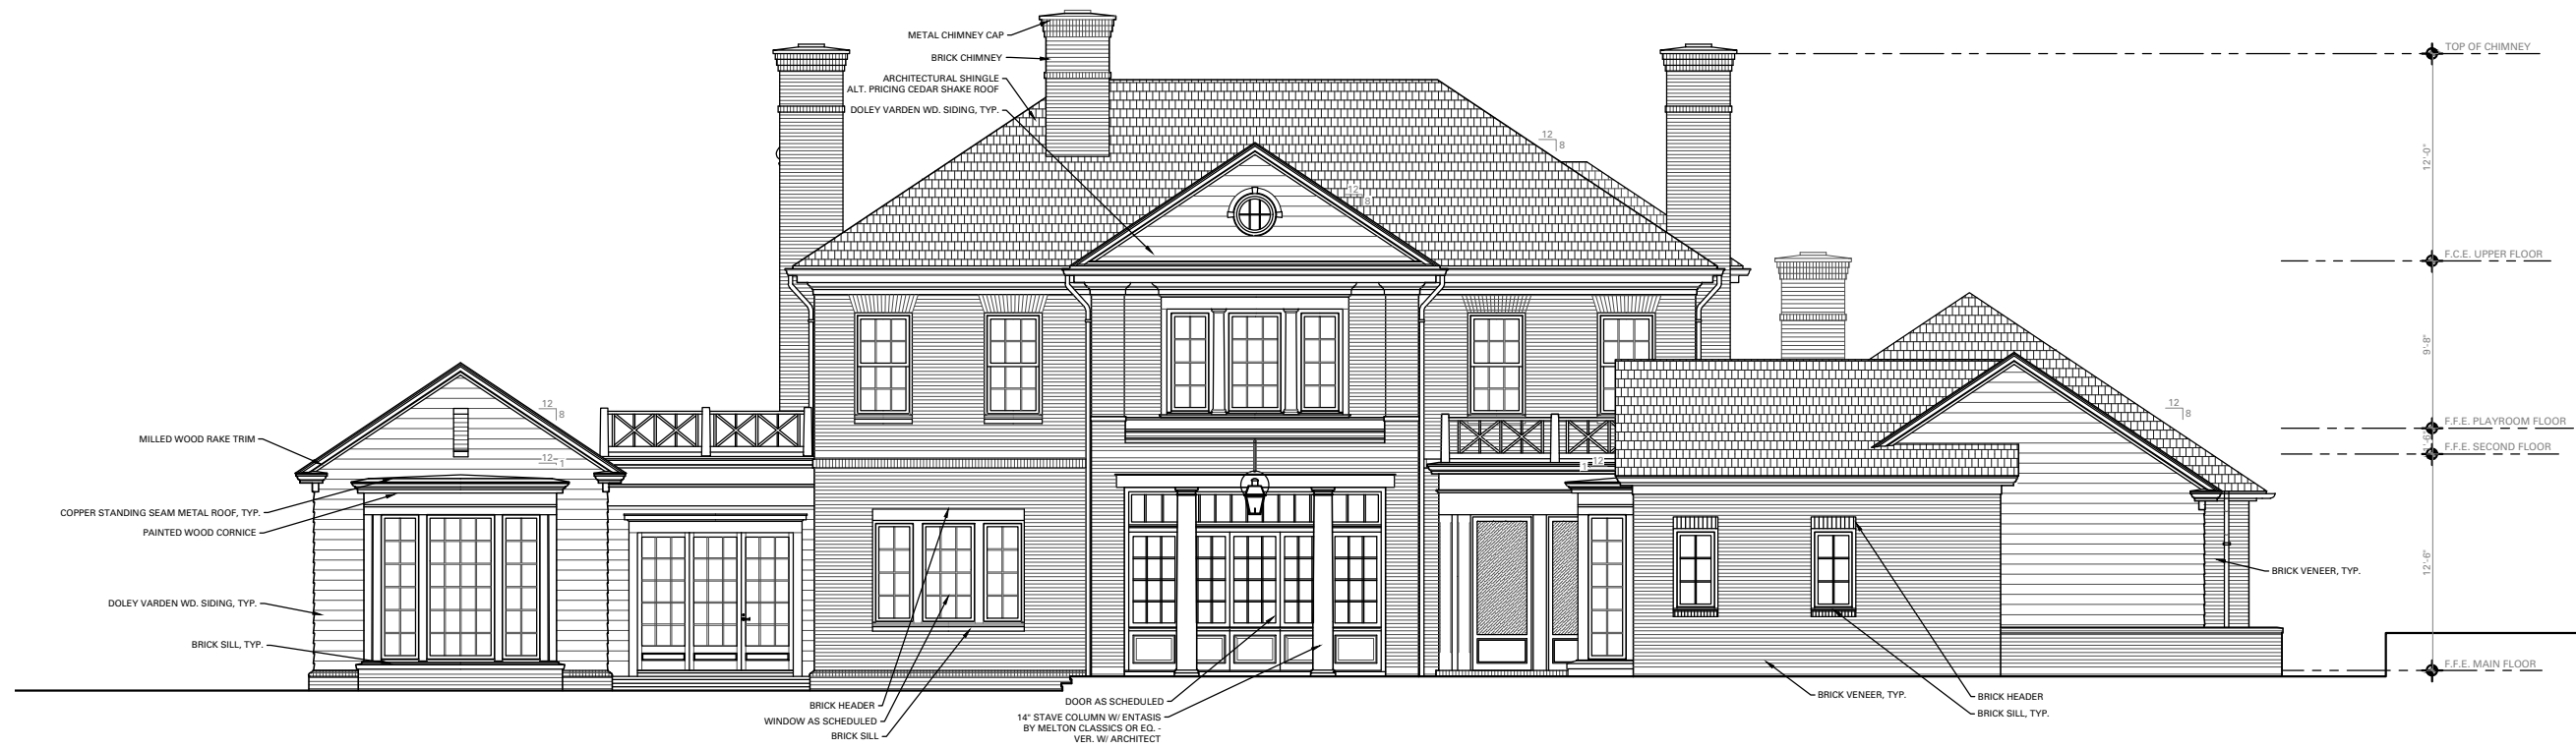 METAL CHIMNEY CAP
BRICK CHIMNEY
ARCHITECTURAL SHINGLE
ALT. PRICING CEDAR SHAKE ROOF
DOLEY VARDEN WD. SIDING, TYP.
TOP OF CHIMNEY
12
8
12'-0"
12
8
F.C.E. UPPER FLOOR
9'-8"
12
8
12
8
MILLED WOOD RAKE TRIM
F.F.E. PLAYROOM FLOOR
F.F.E. SECOND FLOOR
12
1
12
1
COPPER STANDING SEAM METAL ROOF, TYP.
PAINTED WOOD CORNICE
12'-6"
BRICK VENEER, TYP.
DOLEY VARDEN WD. SIDING, TYP.
BRICK SILL, TYP.
F.F.E. MAIN FLOOR
BRICK HEADER
WINDOW AS SCHEDULED
BRICK SILL
DOOR AS SCHEDULED
14" STAVE COLUMN W/ ENTASIS
BY MELTON CLASSICS OR EQ. -
VER. W/ ARCHITECT
BRICK VENEER, TYP.
BRICK HEADER
BRICK SILL, TYP.